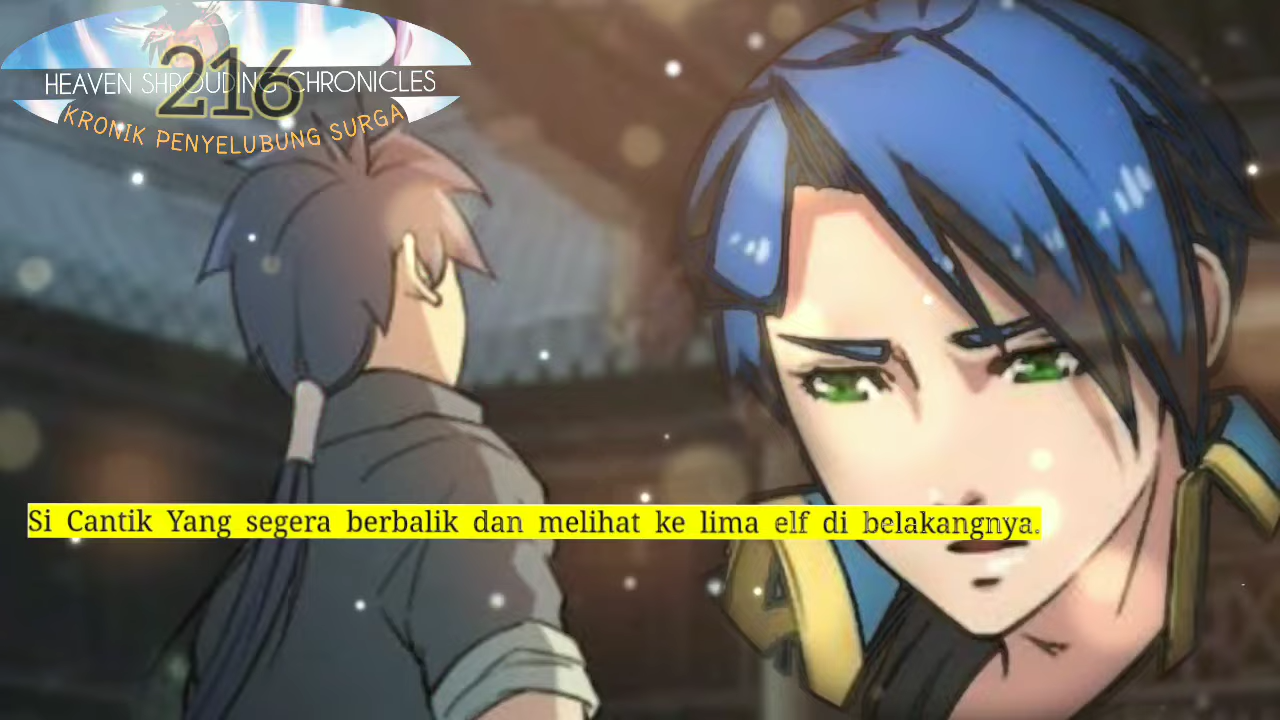 216
HEAVEN SHROUDING CHRONICLES
KRONIK PENYELUBUNG SURGA
Si Cantik Yang segera berbalik dan melihat ke lima elf di belakangnya.